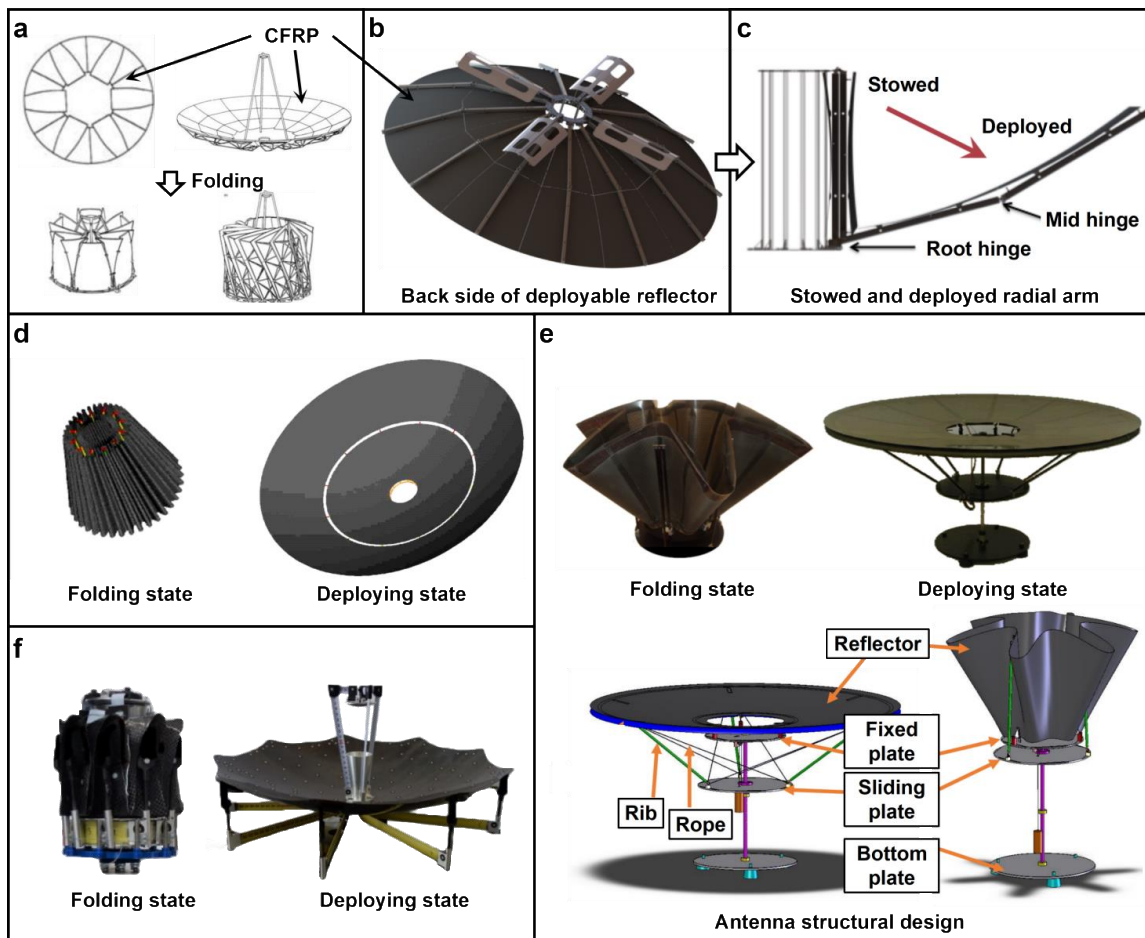 a
CFRP
Folding
b
Back side of deployable reflector
c
Stowed
Deployed
Mid hinge
Root hinge
Stowed and deployed radial arm
d
Folding state
Deploying state
e
Folding state
Deploying state
Reflector
Fixed
plate
Sliding
plate
Rib
Rope
Bottom
plate
Antenna structural design
f
Folding state
Deploying state